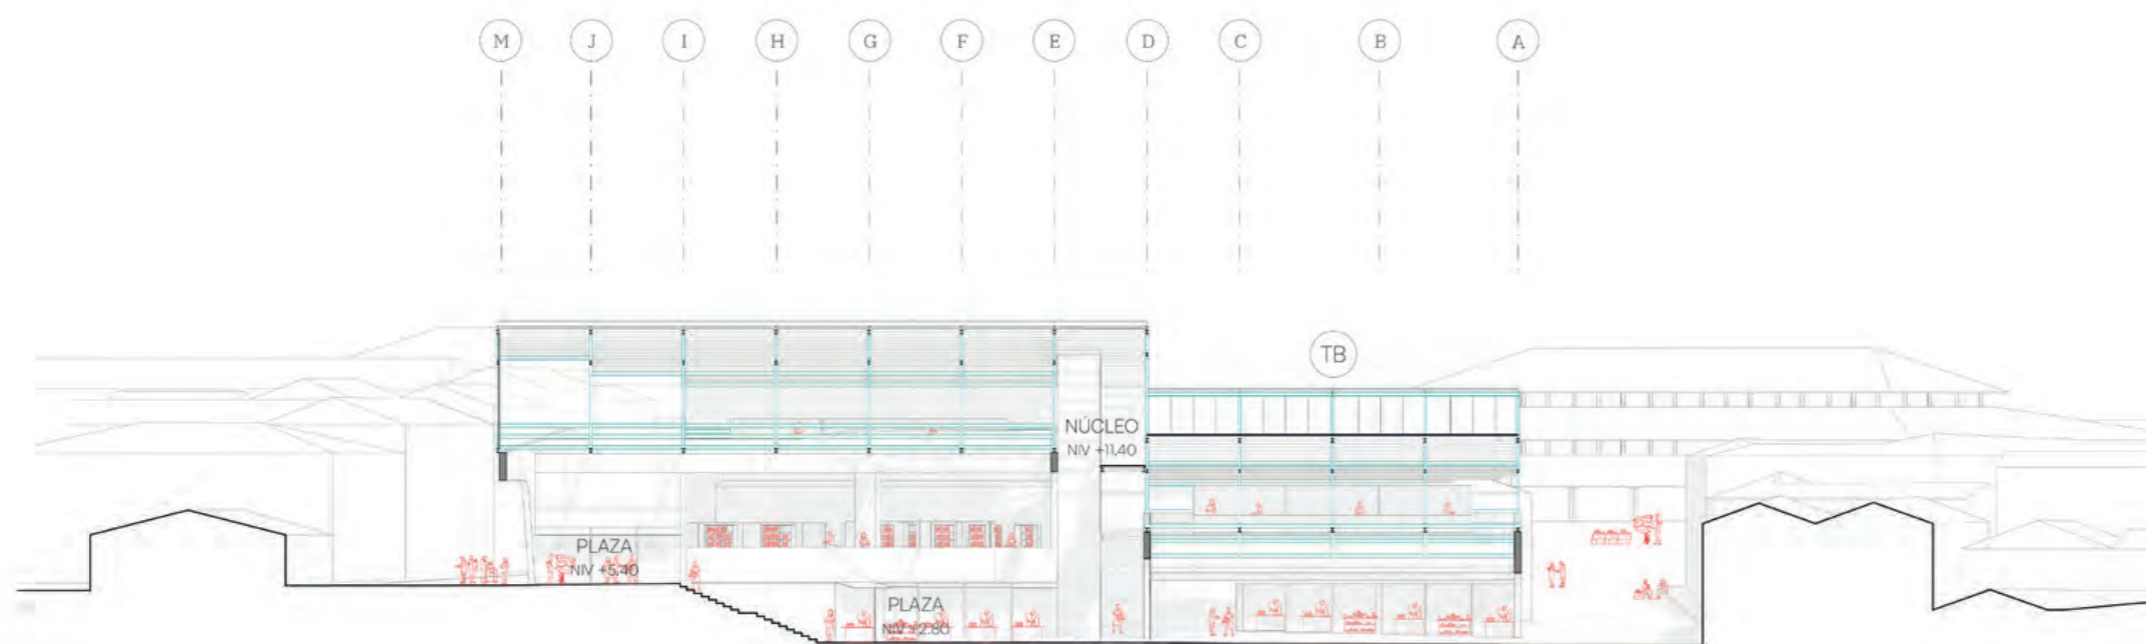 M J I H G F E D C B A
TB
NÚCLEO
NIV +11,40
PLAZA
NIV +5,40
PLAZA
NIV +2,80